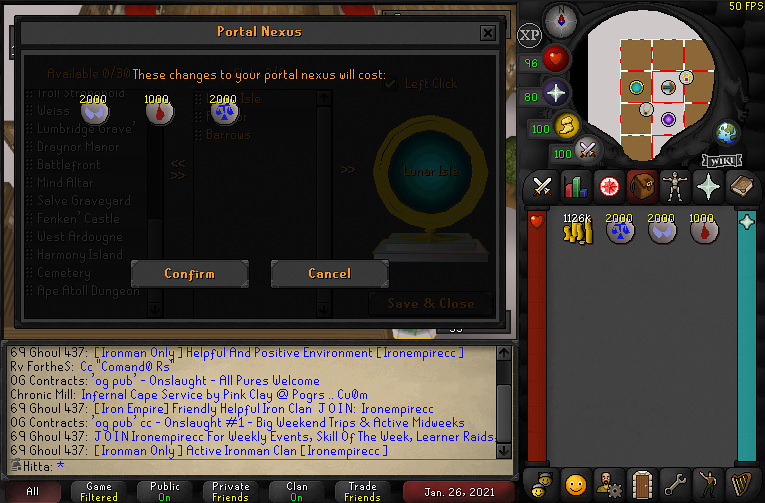 50 FPS
Portal Nexus
Available 0/30
These changes to your portal nexus will cost:
Left Click
XP
96
80
100
100
WIKI
Troll Stronghold
2000
1000
2000
Weiss
Lumbridge Grave
Barrows
Draynor Manor
Battlefront
Mind Altar
Salve Graveyard
Fenken' Castle
West Ardougne
Harmony Island
Cemetery
Ape Atoll Dungeon
<<
>>
>>
Lunar Isle
Confirm
Cancel
Save & Close
1126k
2000
2000
1000
69 Ghoul 437: [Ironman Only ] Helpful And Positive Environment [Ironempirecc ]
Rv FortheS: Cc "Comand0 Rs"
OG Contracts: 'og pub' - Onslaught - All Pures Welcome
Chronic Mill: Infernal Cape Service by Pink Clay @ Pogrs .. Cu0m
69 Ghoul 437: [Iron Empire] Friendly Helpful Iron Clan J O I N: Ironempirecc
OG Contracts: 'og pub' cc - Onslaught #1 - Big Weekend Trips & Active Midweeks
69 Ghoul 437: J O I N Ironempirecc For Weekly Events, Skill Of The Week, Learner Raids
69 Ghoul 437: [Ironman Only ] Active Ironman Clan [Ironempirecc ]
Hitta: *
All
Game
Filtered
Public
On
Private
Friends
Clan
On
Trade
Friends
Jan. 26, 2021